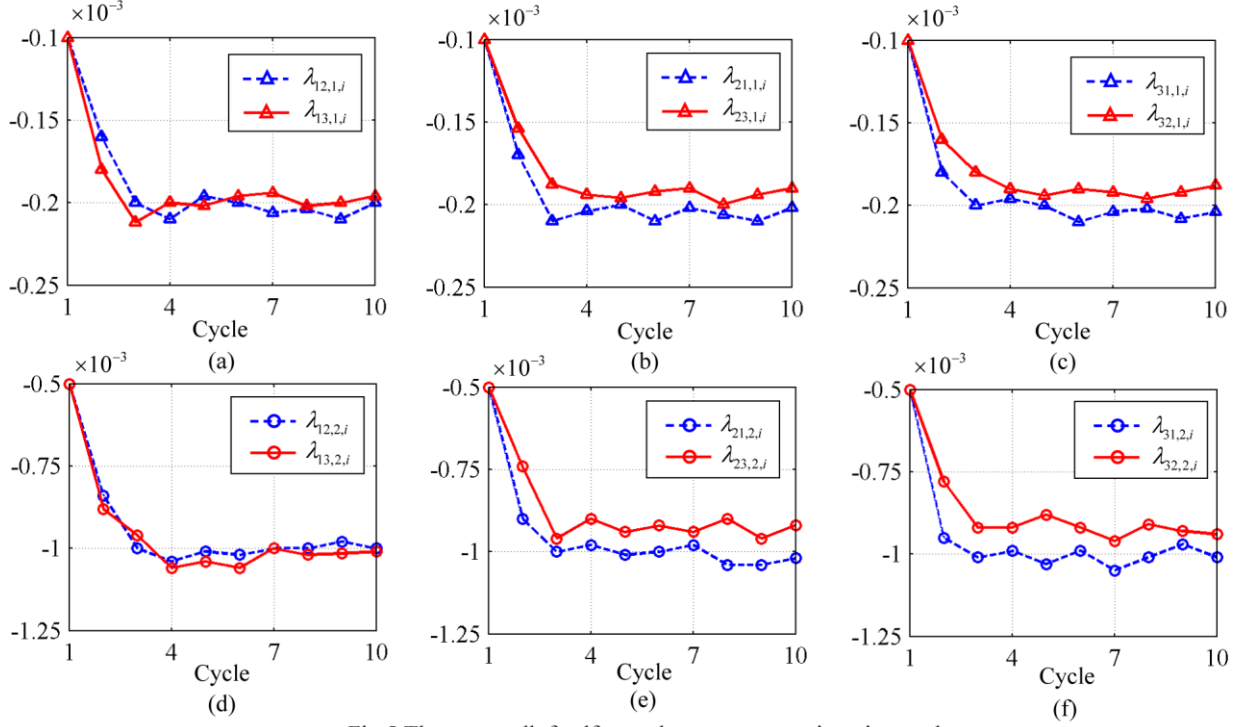 ×10⁻³
-0.1
-0.15
-0.2
-0.25
1 4 7 10
Cycle
(a)
λ12,1,i
λ13,1,i
×10⁻³
-0.1
-0.15
-0.2
-0.25
1 4 7 10
Cycle
(b)
λ21,1,i
λ23,1,i
×10⁻³
-0.1
-0.15
-0.2
-0.25
1 4 7 10
Cycle
(c)
λ31,1,i
λ32,1,i
×10⁻³
-0.5
-0.75
-1
-1.25
1 4 7 10
Cycle
(d)
λ12,2,i
λ13,2,i
×10⁻³
-0.5
-0.75
-1
-1.25
1 4 7 10
Cycle
(e)
λ21,2,i
λ23,2,i
×10⁻³
-0.5
-0.75
-1
-1.25
1 4 7 10
Cycle
(f)
λ31,2,i
λ32,2,i